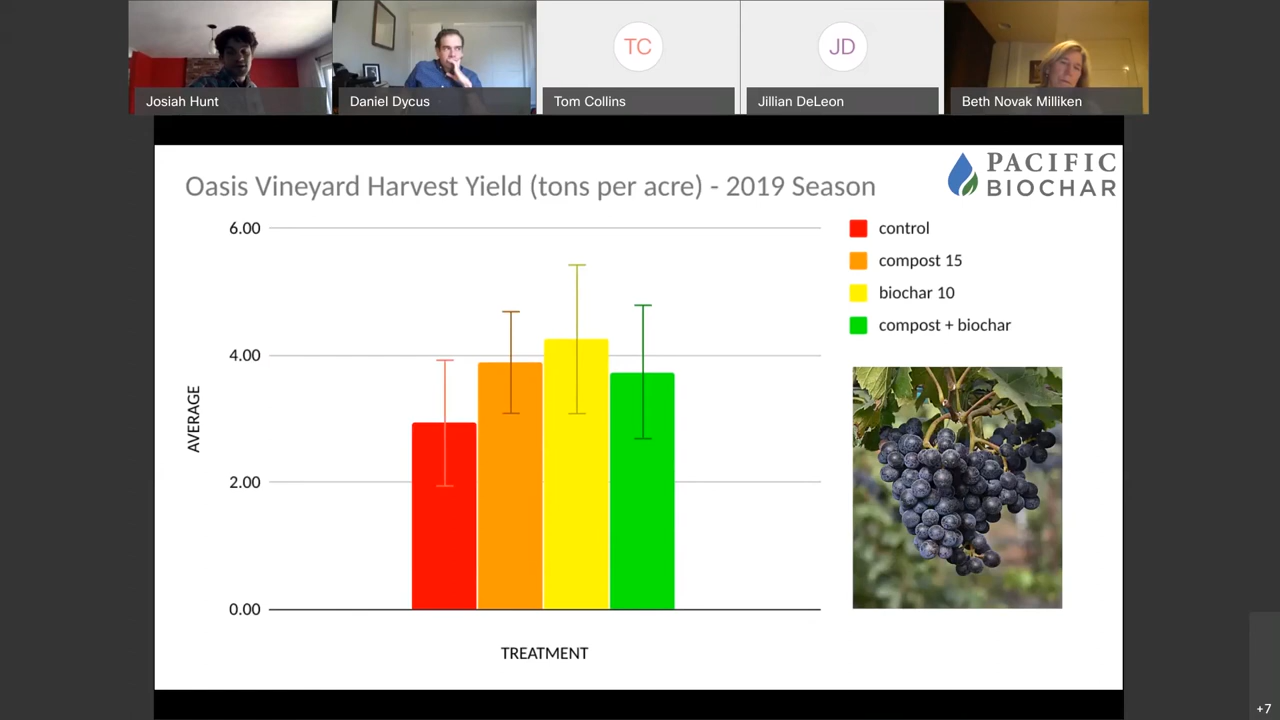 Josiah Hunt
Daniel Dycus
TC
Tom Collins
JD
Jillian DeLeon
Beth Novak Milliken
Oasis Vineyard Harvest Yield (tons per acre) - 2019 Season
PACIFIC
BIOCHAR
6.00
4.00
2.00
0.00
AVERAGE
TREATMENT
control
compost 15
biochar 10
compost + biochar
+7